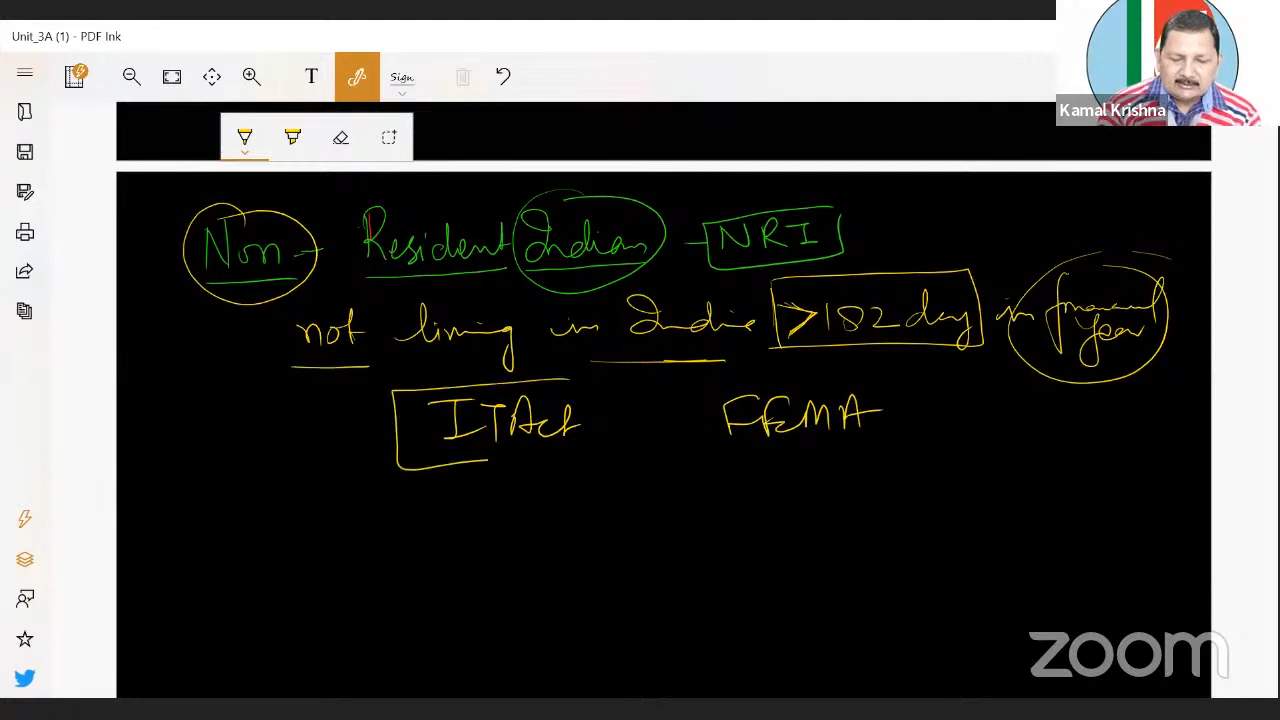 Unit_3A (1) - PDF Ink
T
Sign
Kamal Krishna
Non - Resident Indian - NRI
not living in India > 182 day in financial year
IT Act FEMA
zoom